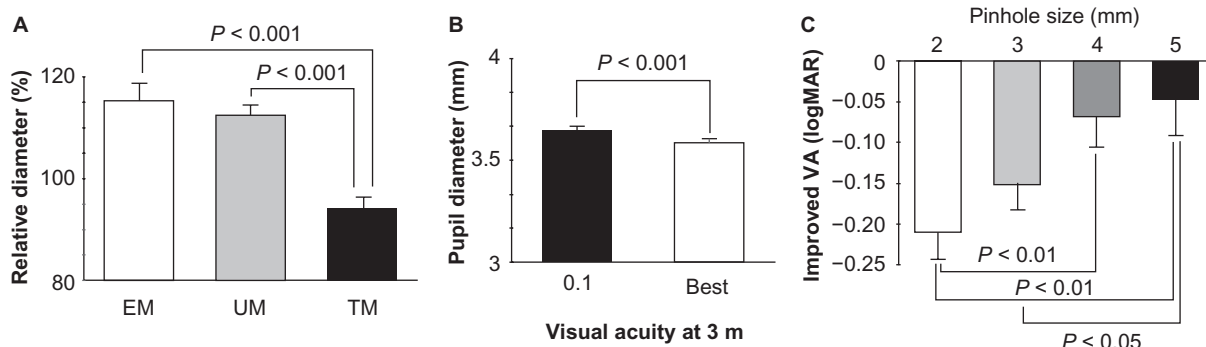 A
P < 0.001
P < 0.001
Relative diameter (%)
120
100
80
EM UM TM
B
P < 0.001
Pupil diameter (mm)
4
3.5
3
0.1 Best
Visual acuity at 3 m
C
Pinhole size (mm)
2 3 4 5
Improved VA (logMAR)
0
−0.05
−0.10
−0.15
−0.20
−0.25
P < 0.01
P < 0.01
P < 0.05